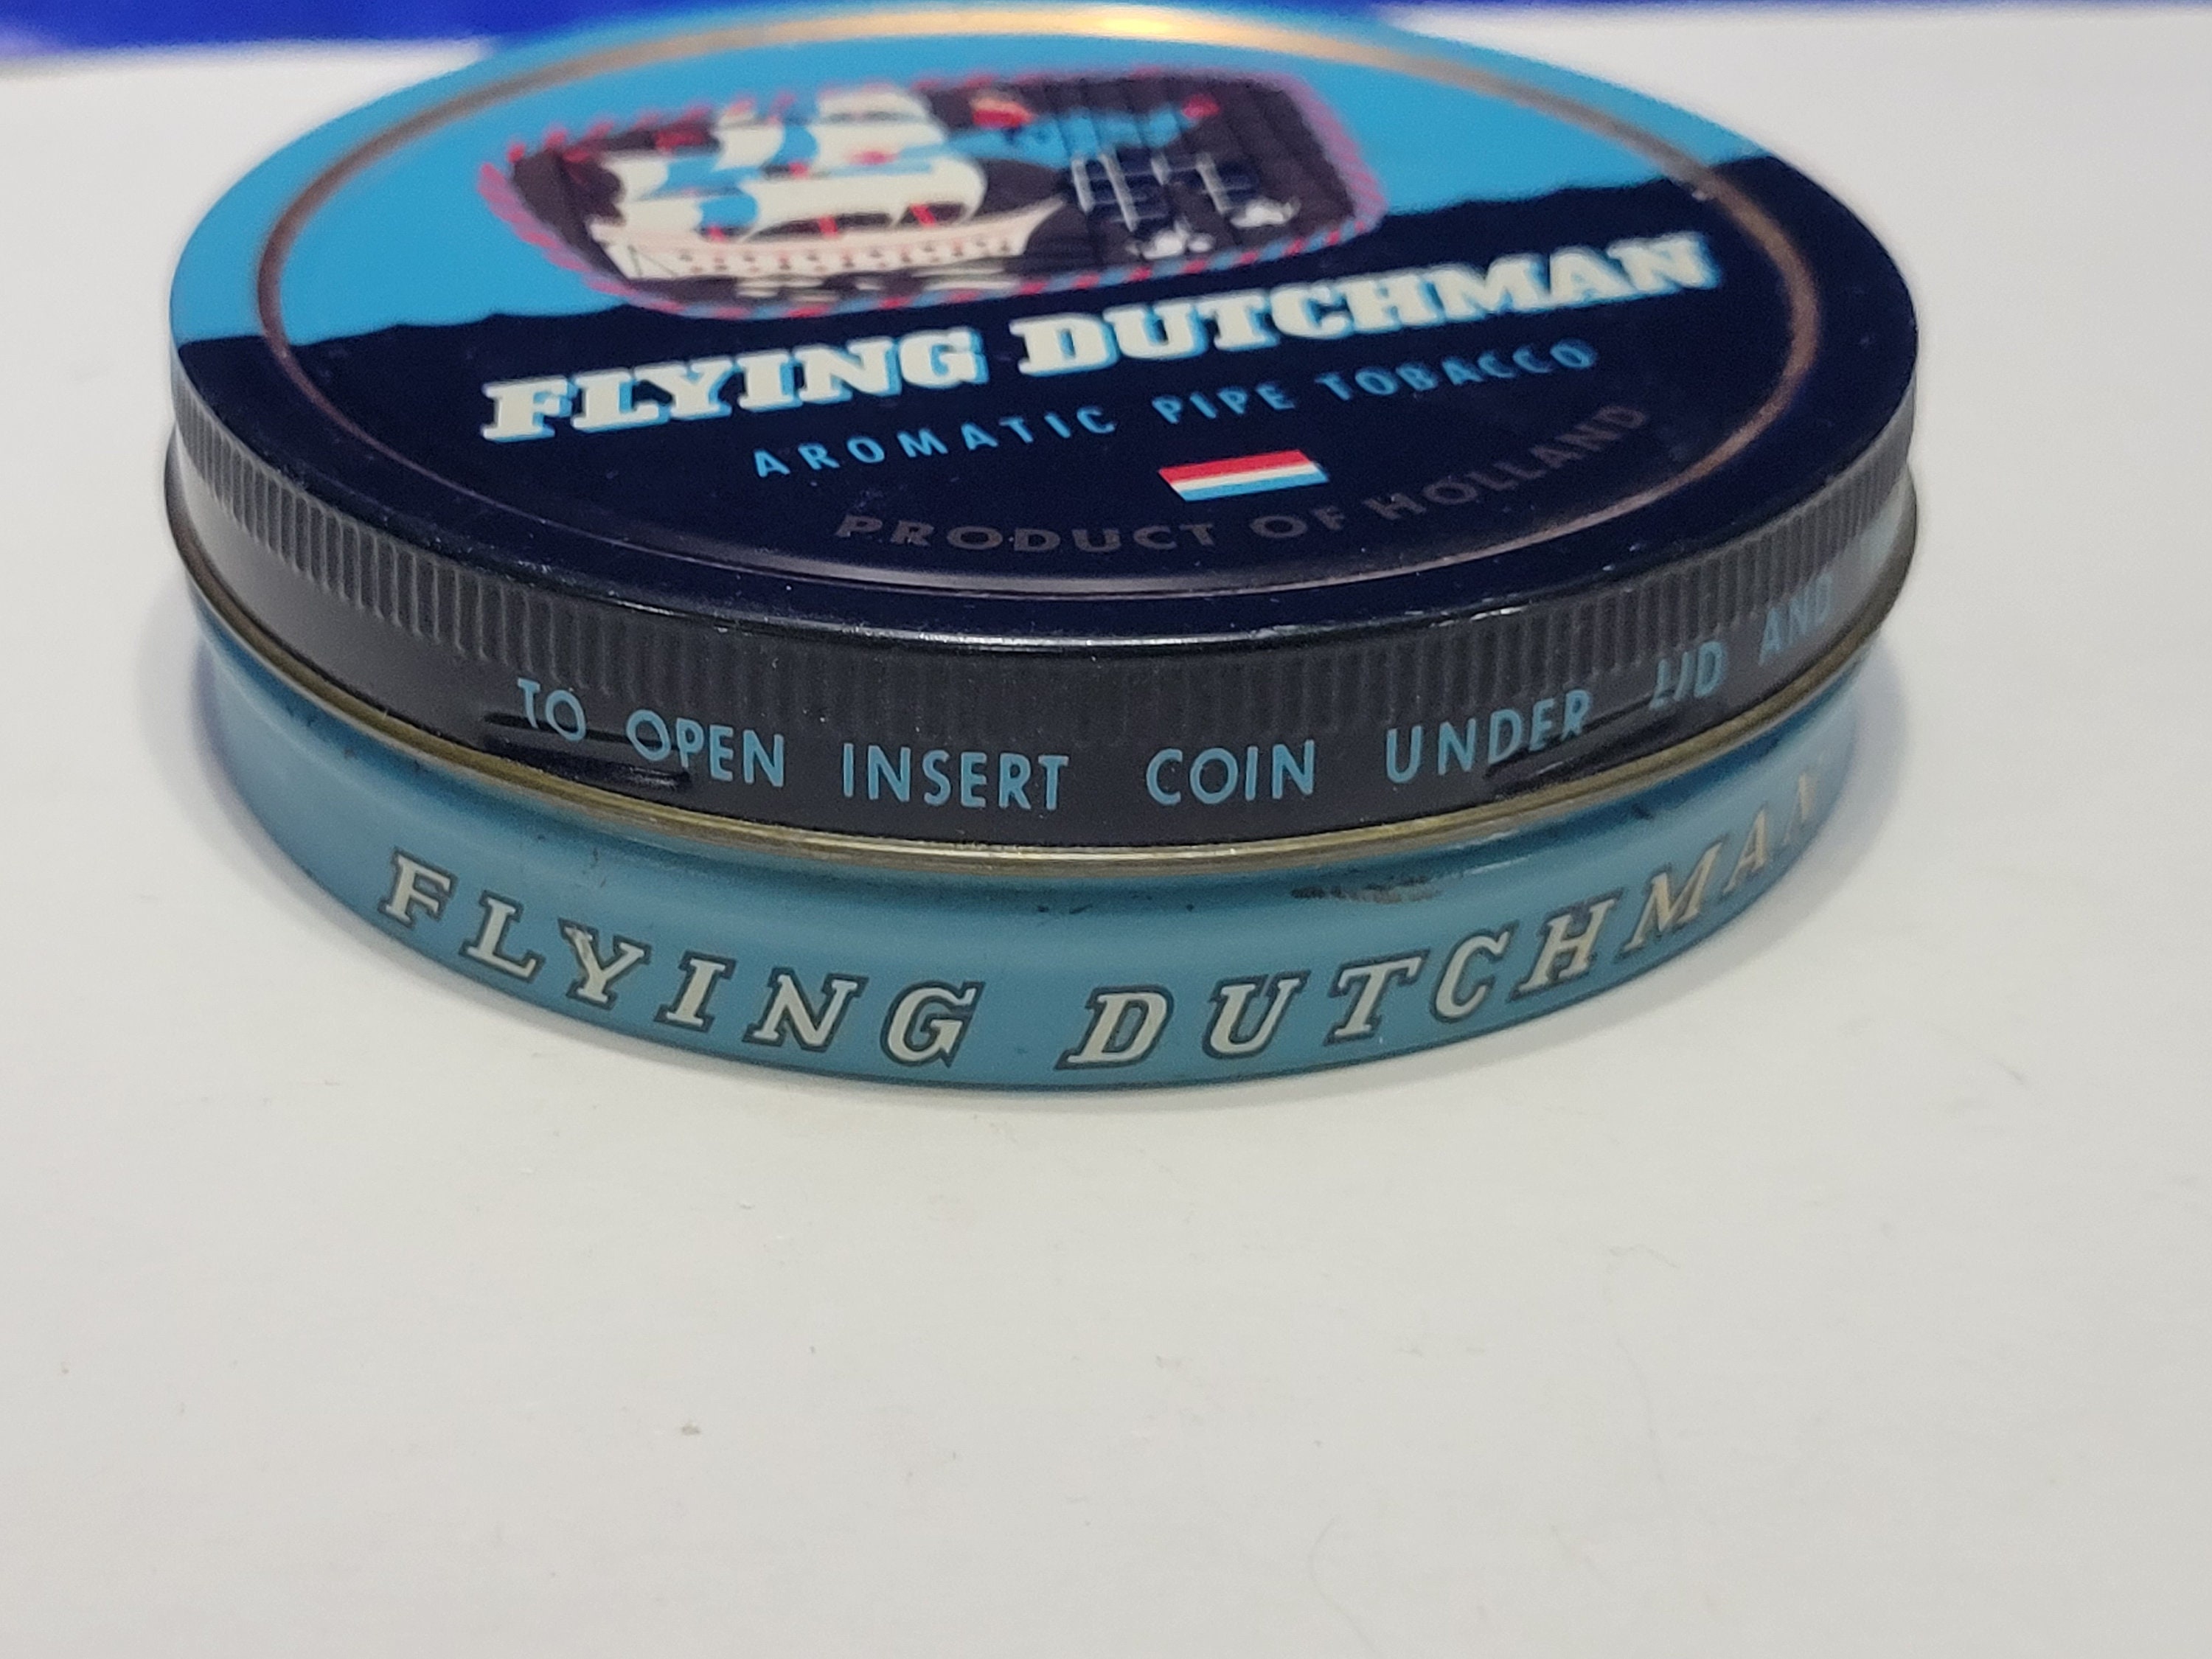 FLYING DUTCHMAN
AROMATIC PIPE TOBACCO
PRODUCT OF HOLLAND
TO OPEN INSERT COIN UNDER LID AND
FLYING DUTCHMAN